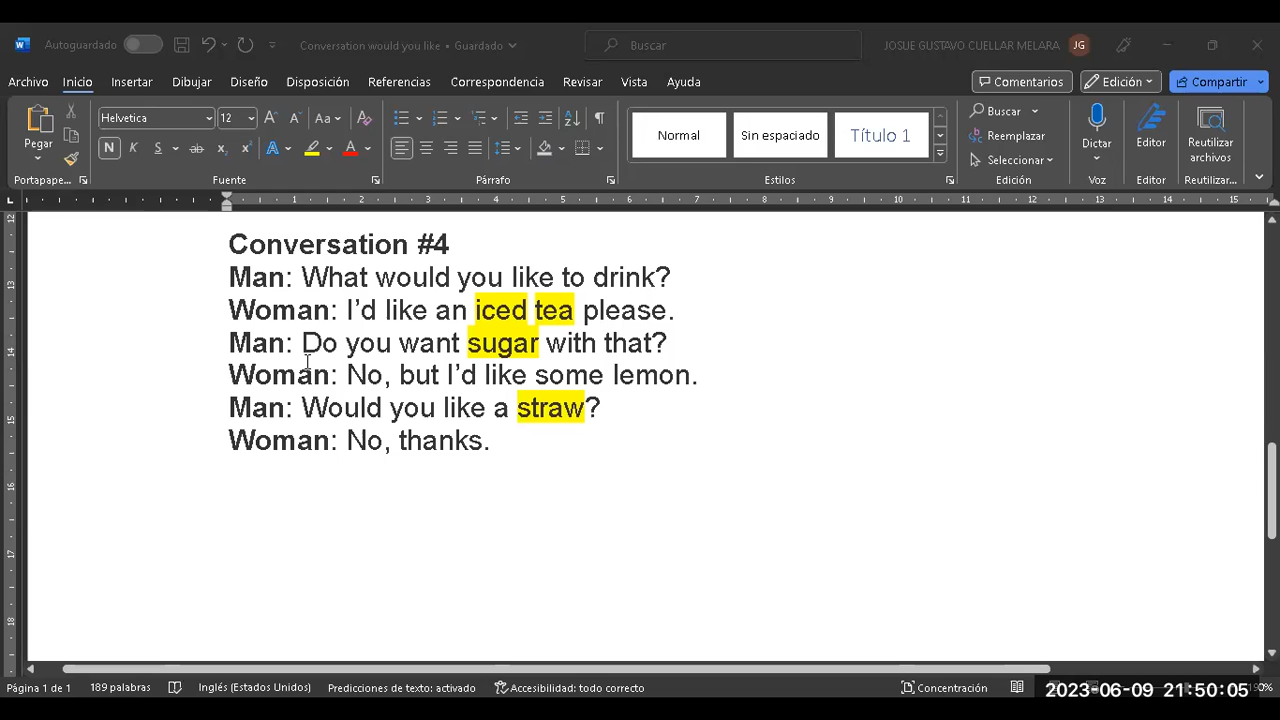 Autoguardado
Conversation would you like • Guardado
Buscar
JOSUE GUSTAVO CUELLAR MELARA
JG
Archivo Inicio Insertar Dibujar Diseño Disposición Referencias Correspondencia Revisar Vista Ayuda
Comentarios Edición Compartir
Pegar
Helvetica 12
Normal
Sin espaciado
Título 1
Buscar
Reemplazar
Seleccionar
Dictar
Editor
Reutilizar archivos
Portapape... Fuente Párrafo Estilos Edición Voz Editor Reutilizar...
Conversation #4
Man: What would you like to drink?
Woman: I’d like an iced tea please.
Man: Do you want sugar with that?
Woman: No, but I’d like some lemon.
Man: Would you like a straw?
Woman: No, thanks.
Página 1 de 1 189 palabras Inglés (Estados Unidos) Predicciones de texto: activado Accesibilidad: todo correcto Concentración
2023-06-09 21:50:05